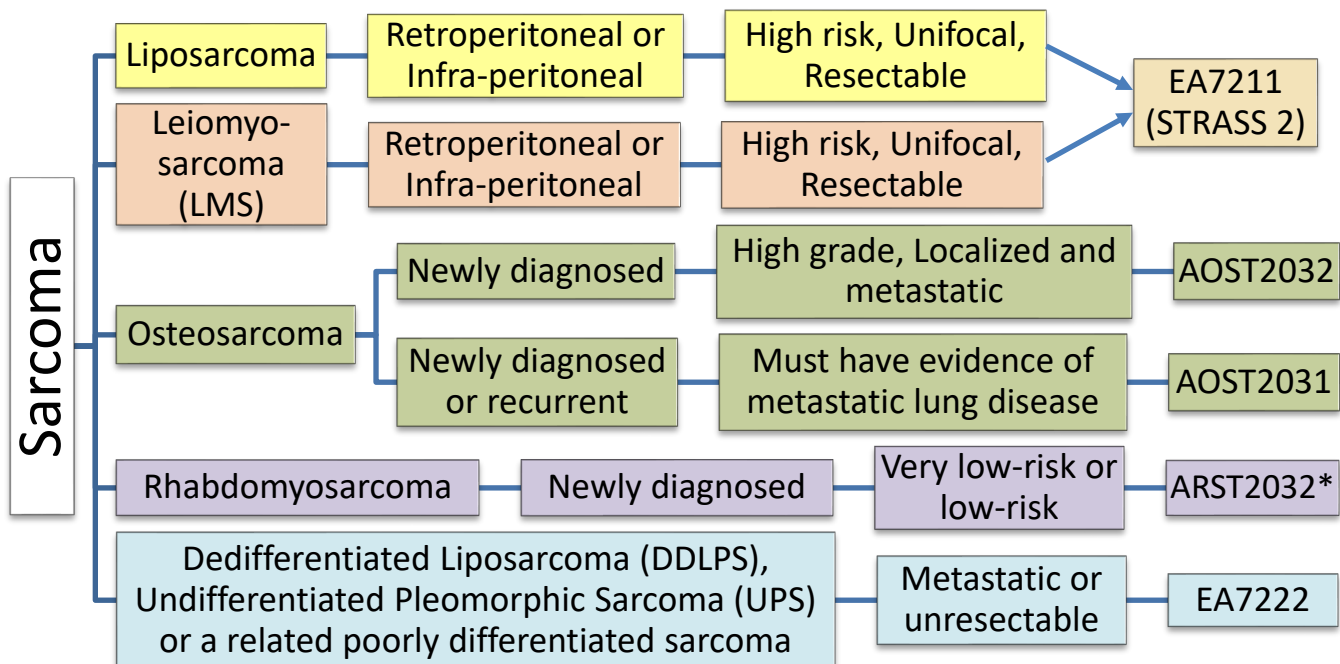 Sarcoma
Liposarcoma
Retroperitoneal or
Infra-peritoneal
High risk, Unifocal,
Resectable
EA7211
(STRASS 2)
Leiomyo-
sarcoma
(LMS)
Retroperitoneal or
Infra-peritoneal
High risk, Unifocal,
Resectable
Osteosarcoma
Newly diagnosed
High grade, Localized and
metastatic
AOST2032
Newly diagnosed
or recurrent
Must have evidence of
metastatic lung disease
AOST2031
Rhabdomyosarcoma
Newly diagnosed
Very low-risk or
low-risk
ARST2032*
Dedifferentiated Liposarcoma (DDLPS),
Undifferentiated Pleomorphic Sarcoma (UPS)
or a related poorly differentiated sarcoma
Metastatic or
unresectable
EA7222